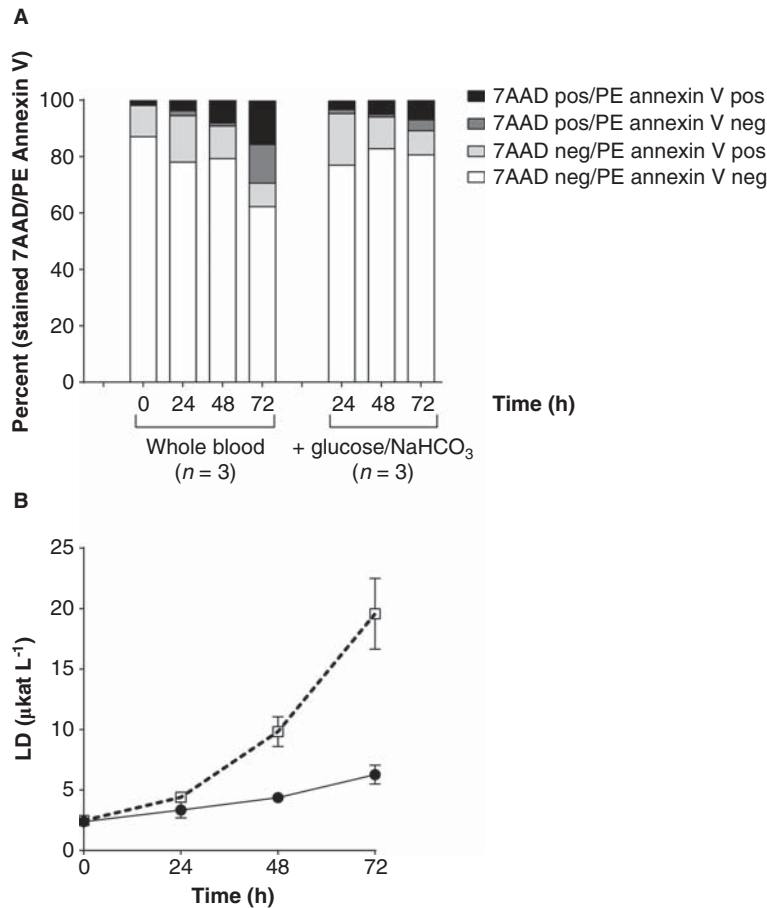 A
Percent (stained 7AAD/PE Annexin V)
100
80
60
40
20
0
7AAD pos/PE annexin V pos
7AAD pos/PE annexin V neg
7AAD neg/PE annexin V pos
7AAD neg/PE annexin V neg
0 24 48 72 24 48 72 Time (h)
Whole blood + glucose/NaHCO₃
(n = 3) (n = 3)
B
LD (μkat L⁻¹)
25
20
15
10
5
0
0 24 48 72
Time (h)